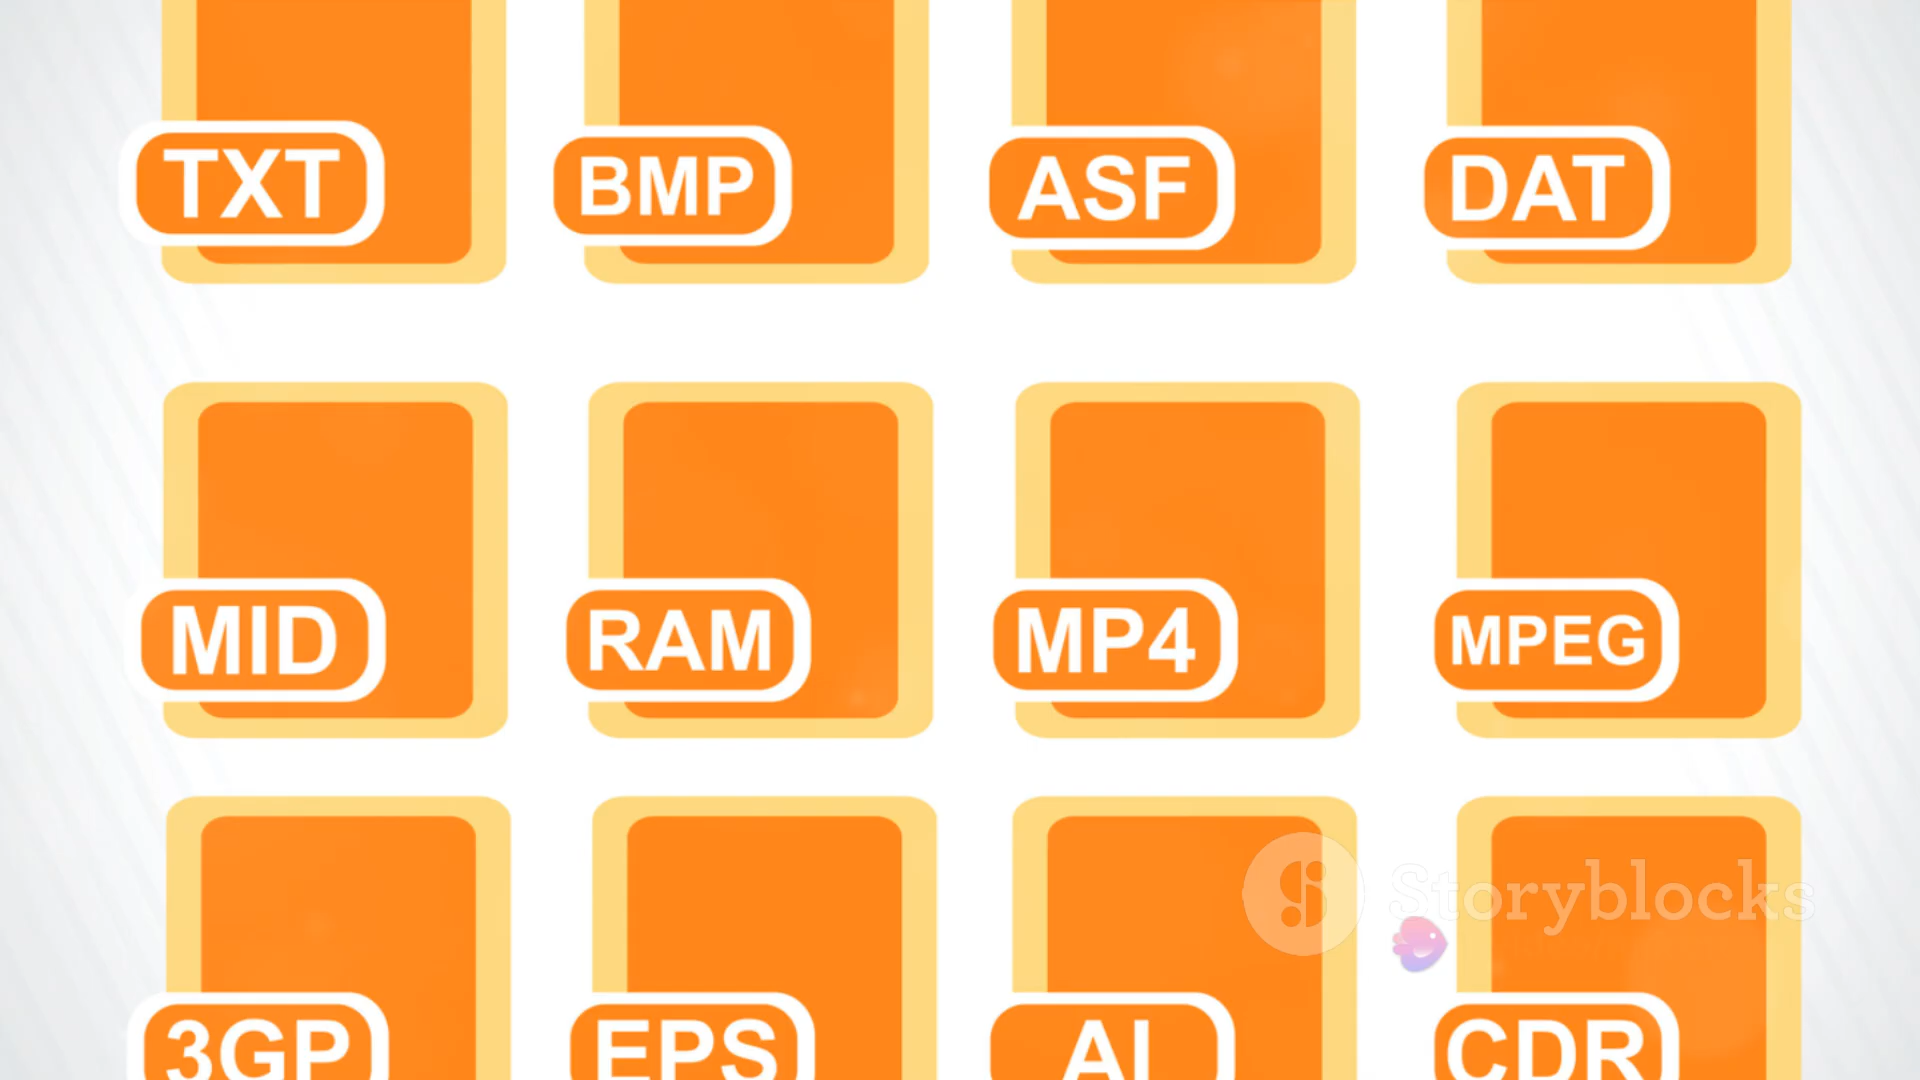 TXT BMP ASF DAT
MID RAM MP4 MPEG
Storyblocks
3GP EPS AI CDR